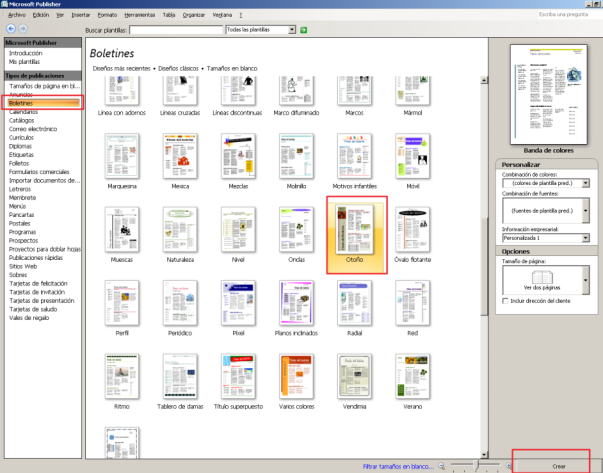 Microsoft Publisher
Archivo Edición Ver Insertar Formato Herramientas Tabla Organizar Ventana ?
Escriba una pregunta
Buscar plantillas:
Todas las plantillas
Microsoft Publisher
Introducción
Mis plantillas
Tipos de publicaciones
Tamaños de página en bl...
Anuncios
Boletines
Calendarios
Catálogos
Correo electrónico
Currículos
Diplomas
Etiquetas
Folletos
Formularios comerciales
Importar documentos de...
Letreros
Membrete
Menús
Pancartas
Postales
Programas
Prospectos
Proyectos para doblar hojas
Publicaciones rápidas
Sitios Web
Sobres
Tarjetas de felicitación
Tarjetas de invitación
Tarjetas de presentación
Tarjetas de saludo
Vales de regalo
Boletines
Diseños más recientes • Diseños clásicos • Tamaños en blanco
Línea con adornos Líneas cruzadas Líneas discontinuas Marco difuminado Marcos Mármol
Marquesina Mexica Mezclas Molinillo Motivos infantiles Móvil
Muescas Naturaleza Nivel Ondas Otoño Óvalo flotante
Perfil Periódico Píxel Planos inclinados Radial Red
Ritmo Tablero de damas Título superpuesto Varios colores Vendimia Verano
Filtrar tamaños en blanco...
Banda de colores
Personalizar
Combinación de colores:
(colores de plantilla pred.)
Combinación de fuentes:
(fuentes de plantilla pred.)
Información empresarial:
Personalizada 1
Opciones
Tamaño de página:
Ver dos páginas
Incluir dirección del cliente
Crear